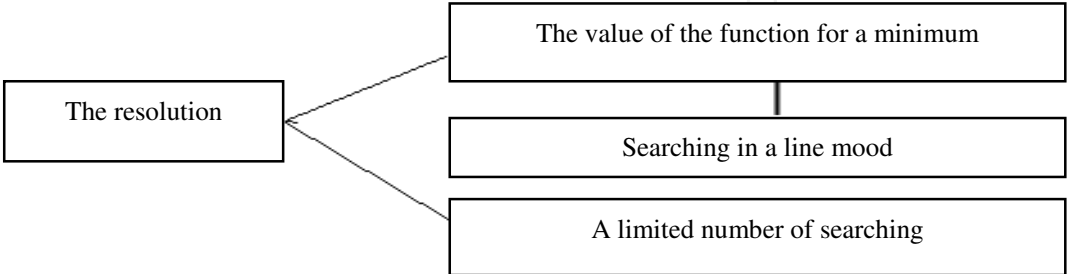 The value of the function for a minimum
The resolution
Searching in a line mood
A limited number of searching